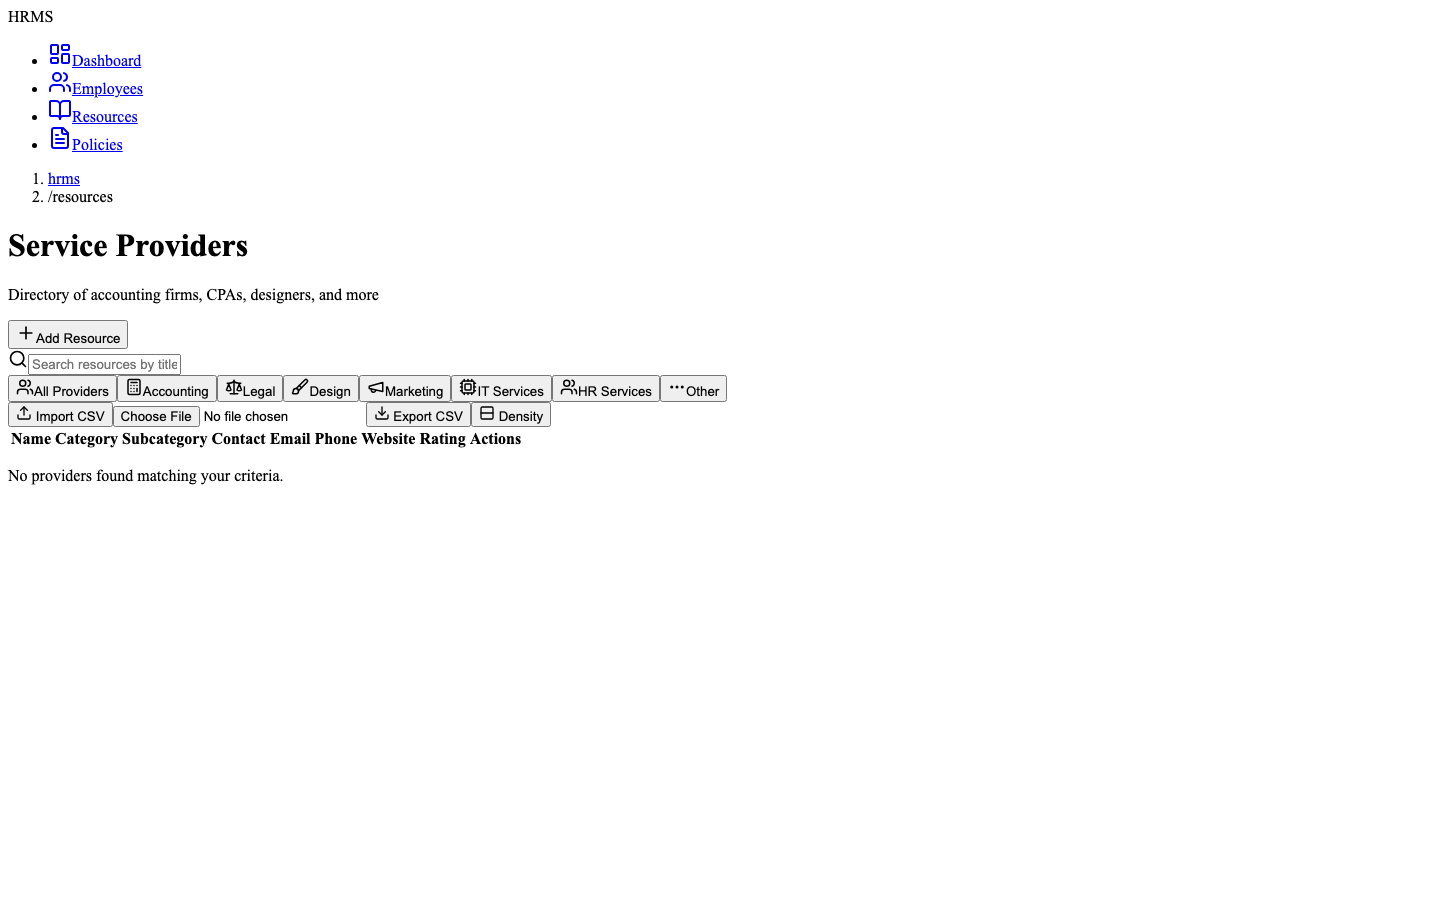 HRMS
Dashboard
Employees
Resources
Policies
1. hrms
2. /resources
Service Providers
Directory of accounting firms, CPAs, designers, and more
Add Resource
Search resources by title
All Providers Accounting Legal Design Marketing IT Services HR Services Other
Import CSV Choose File No file chosen Export CSV Density
Name Category Subcategory Contact Email Phone Website Rating Actions
No providers found matching your criteria.